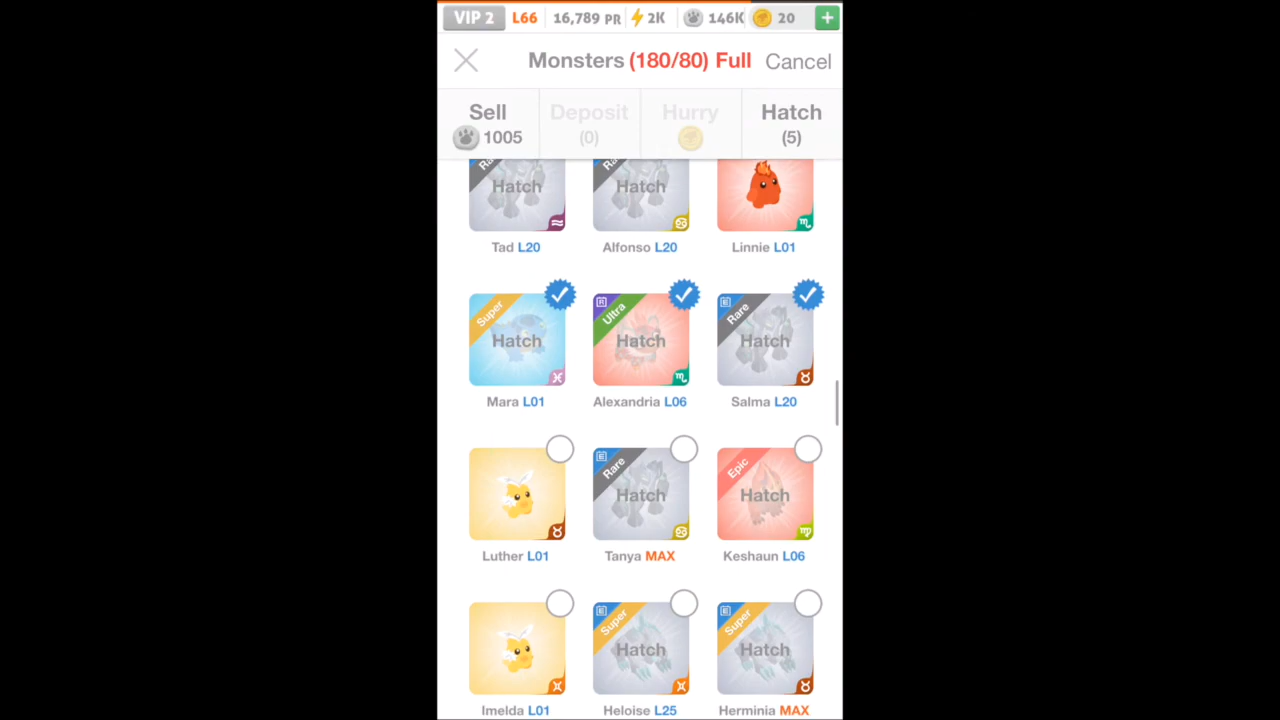 VIP 2 L66 16,789 PR 2K 146K 20 +
Monsters (180/80) Full Cancel
Sell Deposit Hurry Hatch
1005 (0) (5)
Hatch Hatch
Tad L20 Alfonso L20 Linnie L01
Super R Ultra E Rare
Hatch Hatch Hatch
Mara L01 Alexandria L06 Salma L20
E Rare Epic
Hatch Hatch
Luther L01 Tanya MAX Keshaun L06
E Super E Super
Hatch Hatch
Imelda L01 Heloise L25 Herminia MAX